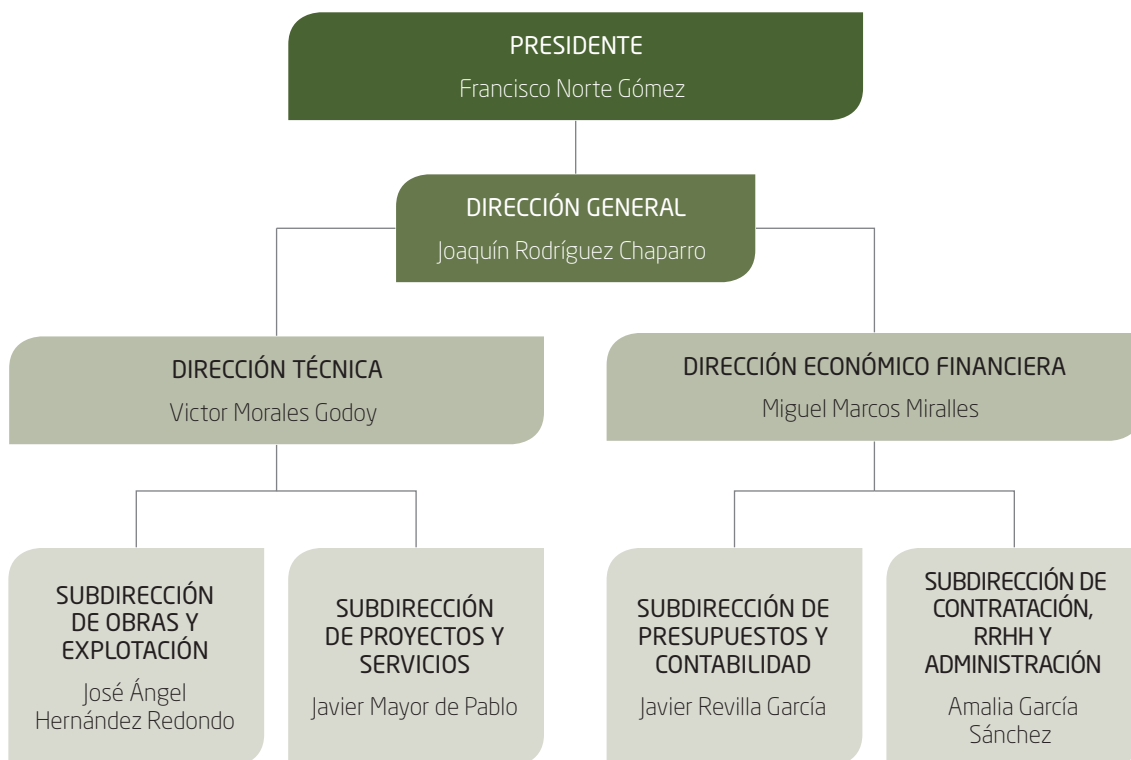 PRESIDENTE
Francisco Norte Gómez
DIRECCIÓN GENERAL
Joaquín Rodríguez Chaparro
DIRECCIÓN TÉCNICA
Victor Morales Godoy
DIRECCIÓN ECONÓMICO FINANCIERA
Miguel Marcos Miralles
SUBDIRECCIÓN
DE OBRAS Y
EXPLOTACIÓN
José Ángel
Hernández Redondo
SUBDIRECCIÓN
DE PROYECTOS Y
SERVICIOS
Javier Mayor de Pablo
SUBDIRECCIÓN DE
PRESUPUESTOS Y
CONTABILIDAD
Javier Revilla García
SUBDIRECCIÓN DE
CONTRATACIÓN,
RRHH Y
ADMINISTRACIÓN
Amalia García
Sánchez